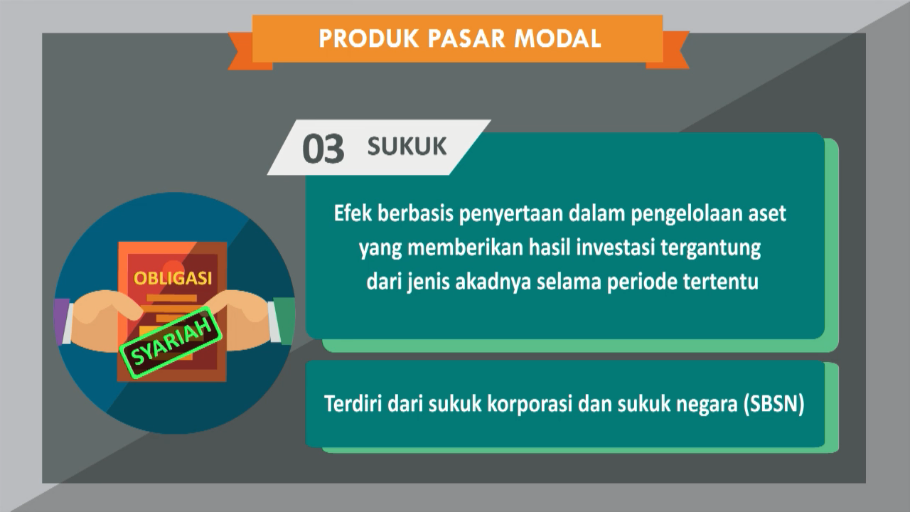 PRODUK PASAR MODAL
03 SUKUK
Efek berbasis penyertaan dalam pengelolaan aset
yang memberikan hasil investasi tergantung
dari jenis akadnya selama periode tertentu
OBLIGASI
SYARIAH
Terdiri dari sukuk korporasi dan sukuk negara (SBSN)